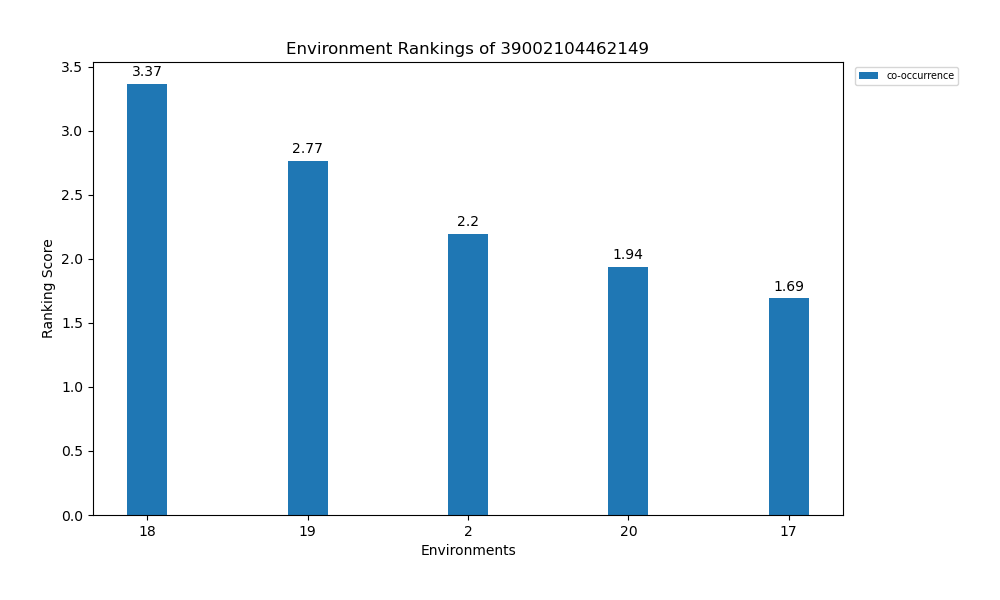 Environment Rankings of 39002104462149
co-occurrence
Ranking Score
3.5
3.0
2.5
2.0
1.5
1.0
0.5
0.0
3.37
2.77
2.2
1.94
1.69
18 19 2 20 17
Environments